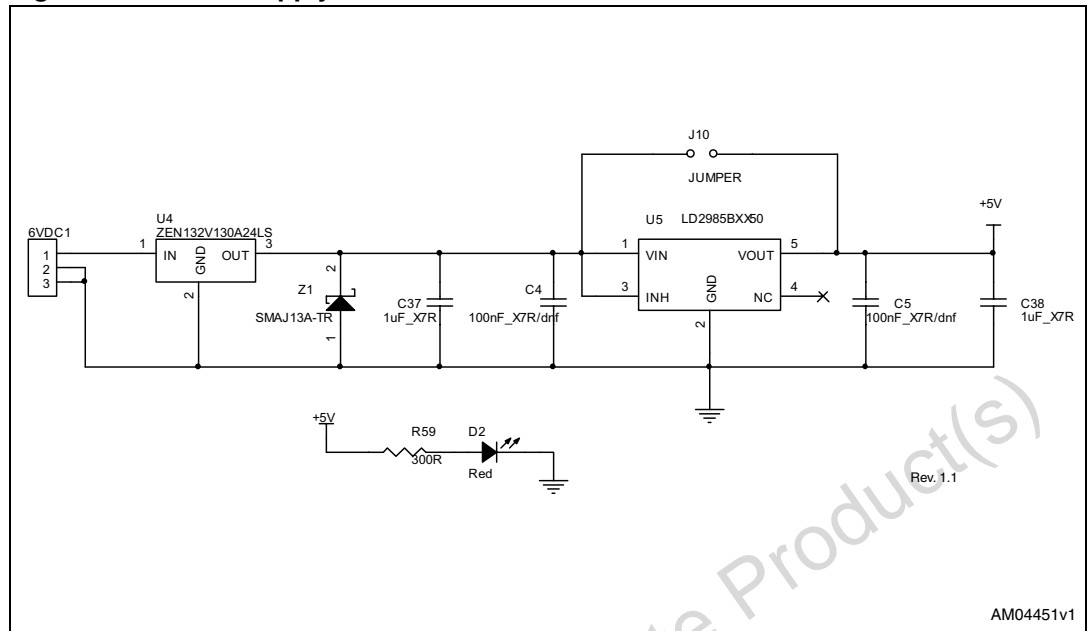 J10
JUMPER
+5V
U4
ZEN132V130A24LS
U5 LD2985BXX50
6VDC1
1
2
3
1 IN GND OUT 3
2
1 VIN VOUT 5
3 INH GND NC 4
2
2
Z1
SMAJ13A-TR
1
C37
1uF_X7R
C4
100nF_X7R/dnf
C5
100nF_X7R/dnf
C38
1uF_X7R
+5V
R59
300R
D2
Red
Rev. 1.1
Product(s)
AM04451v1